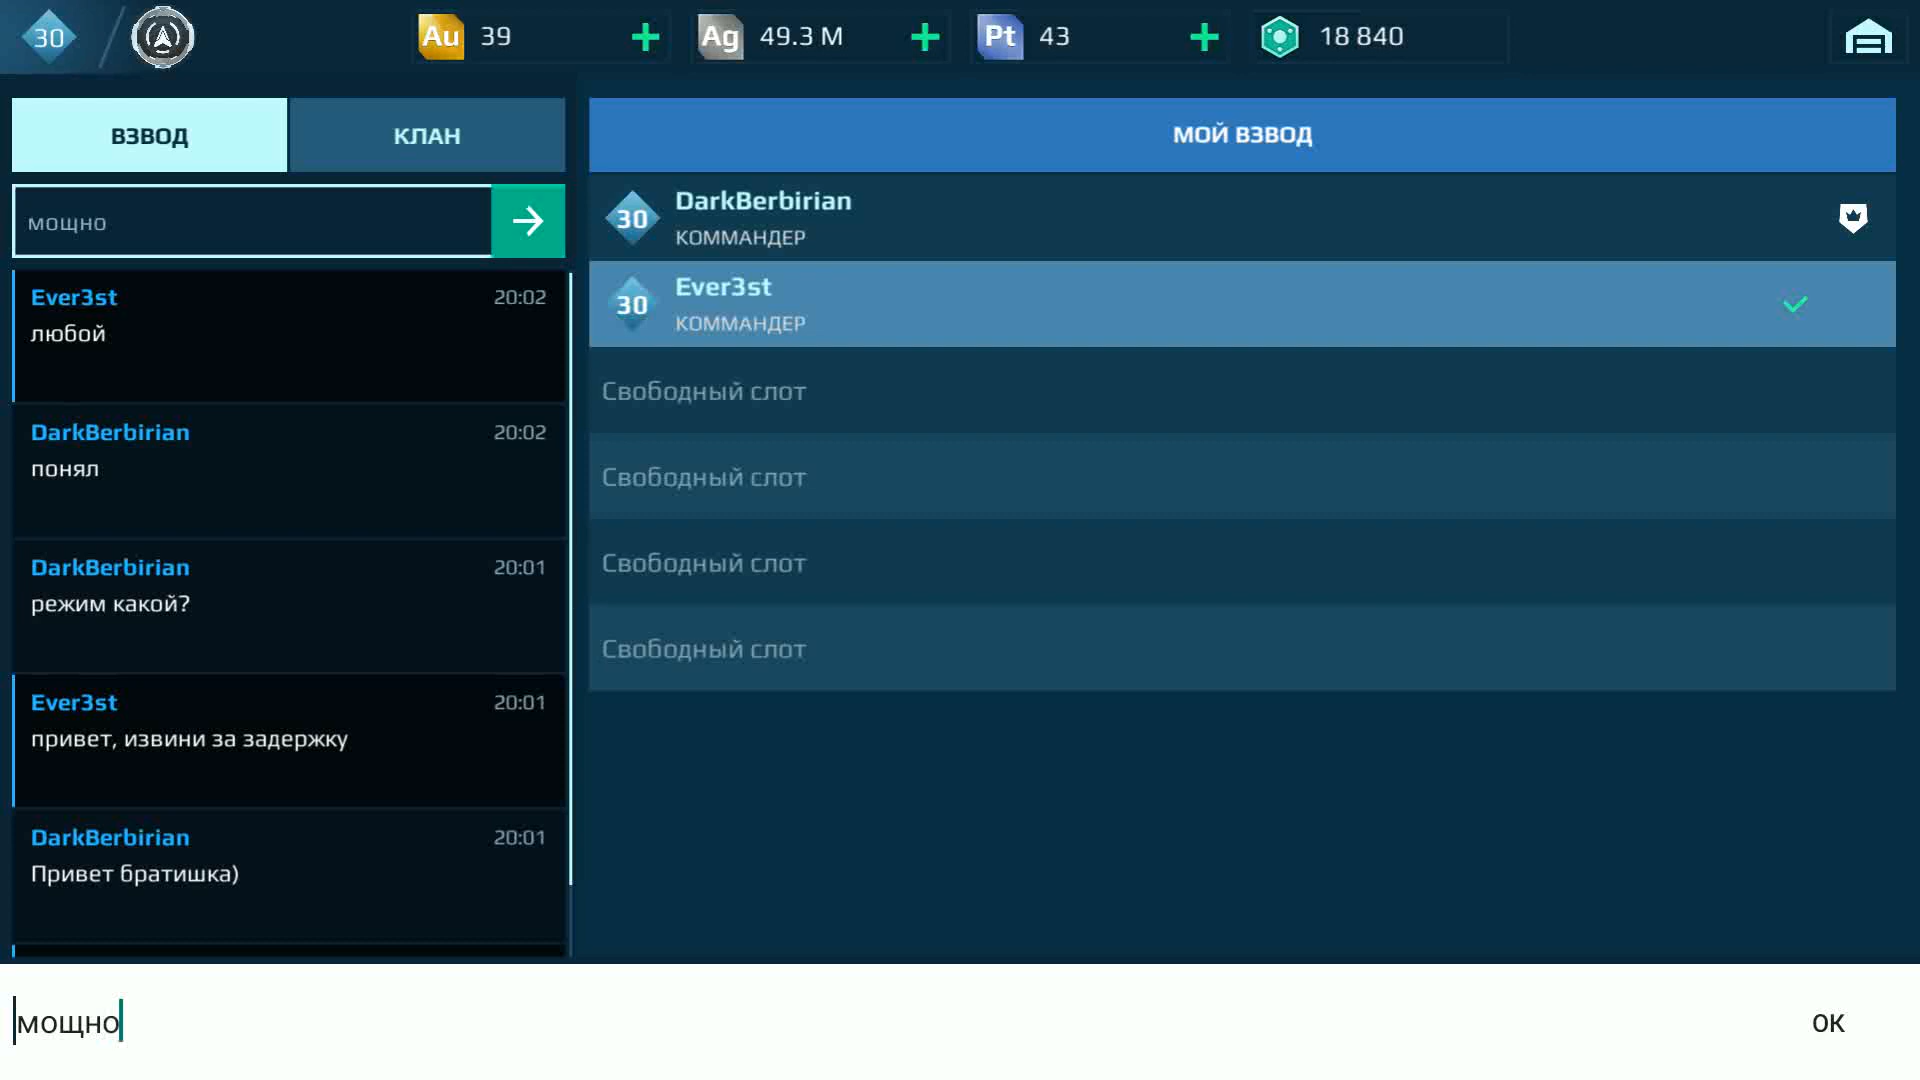 30 Au 39 Ag 49.3 M Pt 43 18 840
ВЗВОД КЛАН
мощно
Ever3st 20:02
любой
DarkBerbirian 20:02
понял
DarkBerbirian 20:01
режим какой?
Ever3st 20:01
привет, извини за задержку
DarkBerbirian 20:01
Привет братишка)
МОЙ ВЗВОД
30 DarkBerbirian
КОММАНДЕР
30 Ever3st
КОММАНДЕР
Свободный слот
Свободный слот
Свободный слот
Свободный слот
мощно OK